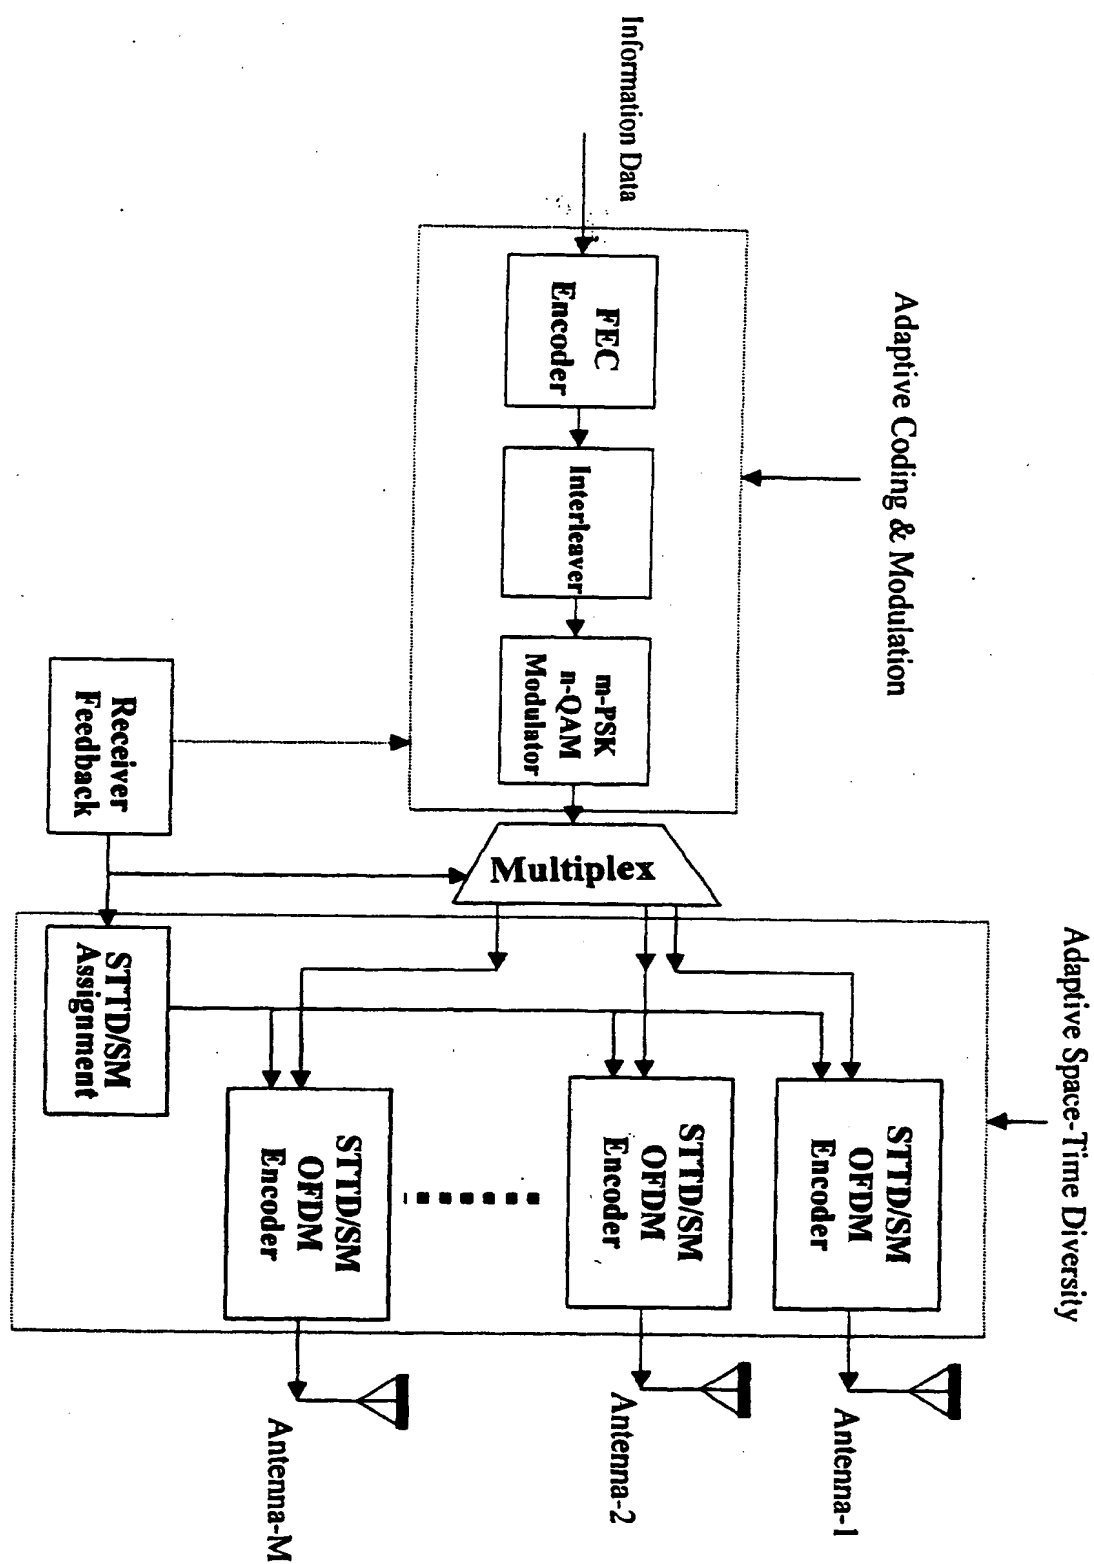 Adaptive Coding & Modulation
Adaptive Space-Time Diversity
Information Data
FEC
Encoder
Interleaver
m-PSK
n-QAM
Modulator
Multiplex
STTD/SM
OFDM
Encoder
Antenna-1
STTD/SM
OFDM
Encoder
Antenna-2
STTD/SM
OFDM
Encoder
Antenna-M
Receiver
Feedback
STTD/SM
Assignment